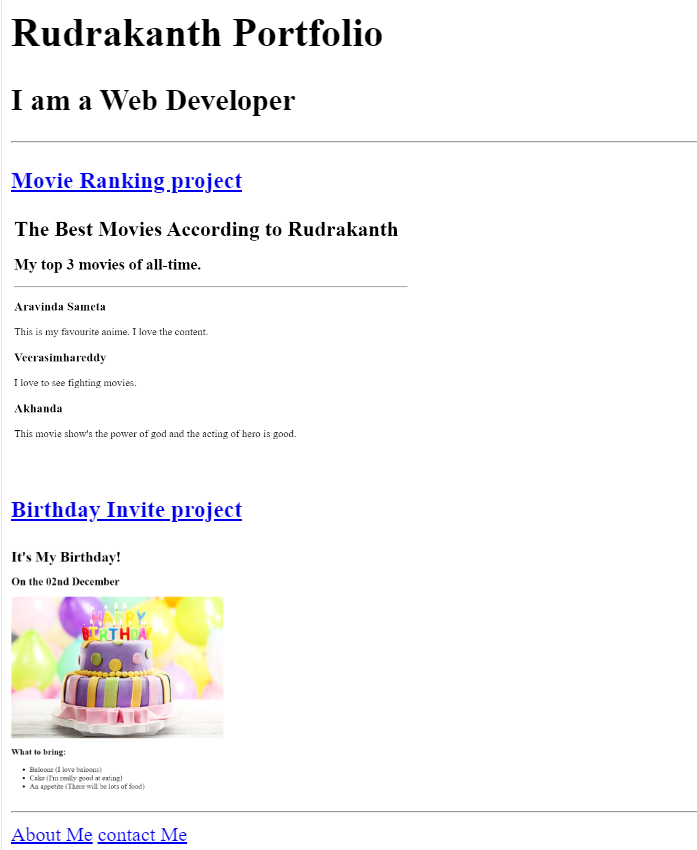 Rudrakanth Portfolio
I am a Web Developer
Movie Ranking project
The Best Movies According to Rudrakanth
My top 3 movies of all-time.
Aravinda Sameta
This is my favourite anime. I love the content.
Veerasimhareddy
I love to see fighting movies.
Akhanda
This movie show's the power of god and the acting of hero is good.
Birthday Invite project
It's My Birthday!
On the 02nd December
HAPPY
BIRTHDAY
What to bring:
Baloons (I love baloons)
Cake (I'm really good at eating)
An appetite (There will be lots of food)
About Me contact Me